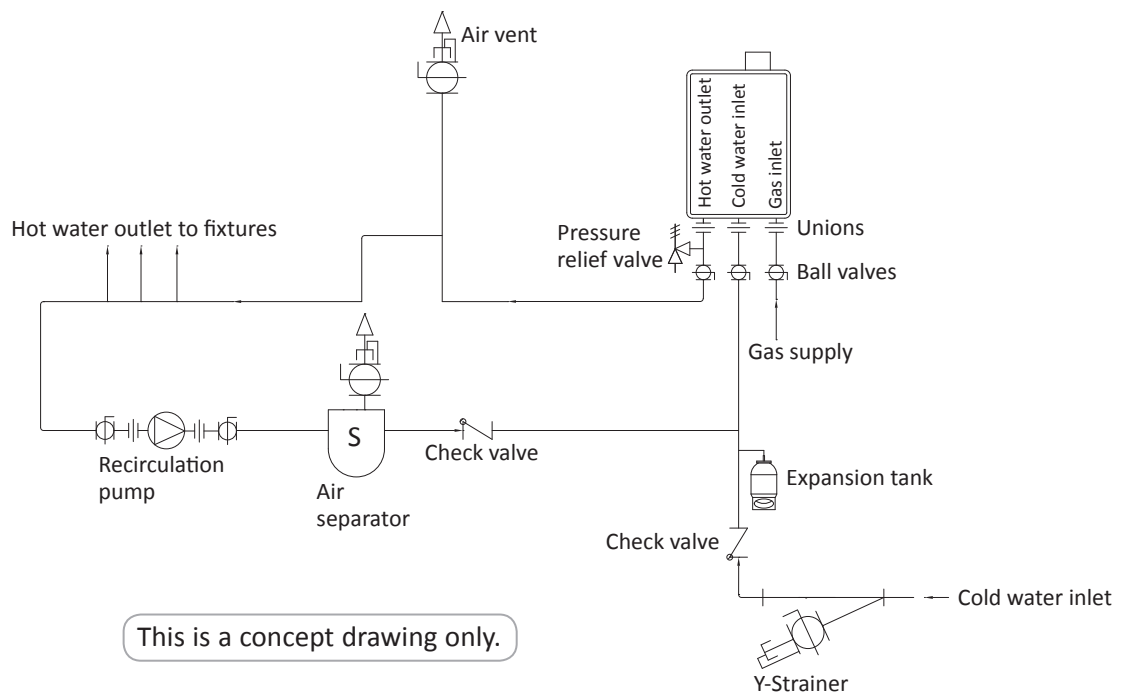 Air vent
Hot water outlet
Cold water inlet
Gas inlet
Hot water outlet to fixtures
Pressure
relief valve
Unions
Ball valves
Gas supply
S
Recirculation
pump
Air
separator
Check valve
Expansion tank
Check valve
Cold water inlet
This is a concept drawing only.
Y-Strainer